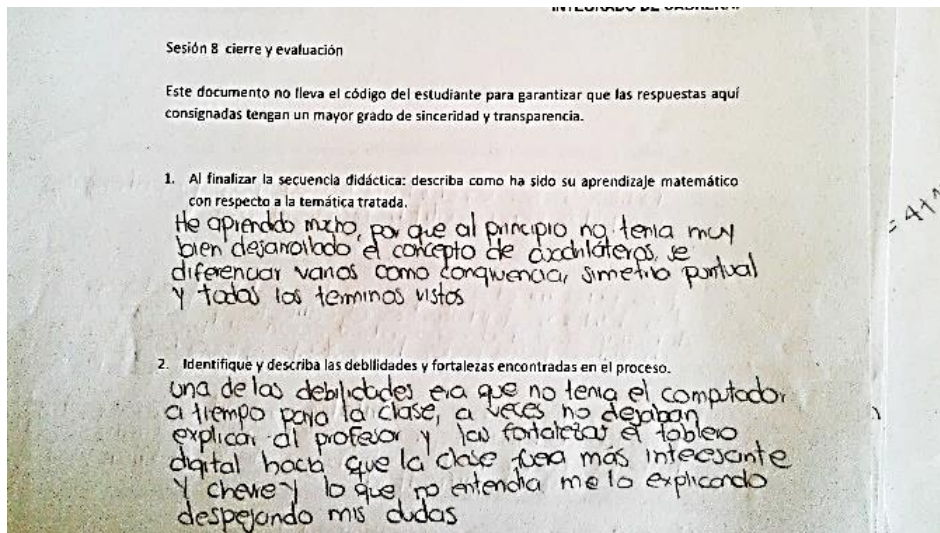 INTEGRADO DE CABRERA.
Sesión 8 cierre y evaluación
Este documento no lleva el código del estudiante para garantizar que las respuestas aquí
consignadas tengan un mayor grado de sinceridad y transparencia.
1. Al finalizar la secuencia didáctica: describa como ha sido su aprendizaje matemático
con respecto a la temática tratada.
He aprendido mucho, por que al principio no tenia muy
bien desarrollado el concepto de cuadriláteros, se
diferenciar varios como congruencia, simetria puntual
y todos los terminos vistos
2. Identifique y describa las debilidades y fortalezas encontradas en el proceso.
una de las debilidades era que no tenia el computador
a tiempo para la clase, a veces no dejaban
explicar al profesor y las fortalezas el tablero
digital hacia que la clase fuera más interesante
y chevre y lo que no entendia me lo explicando
despejando mis dudas